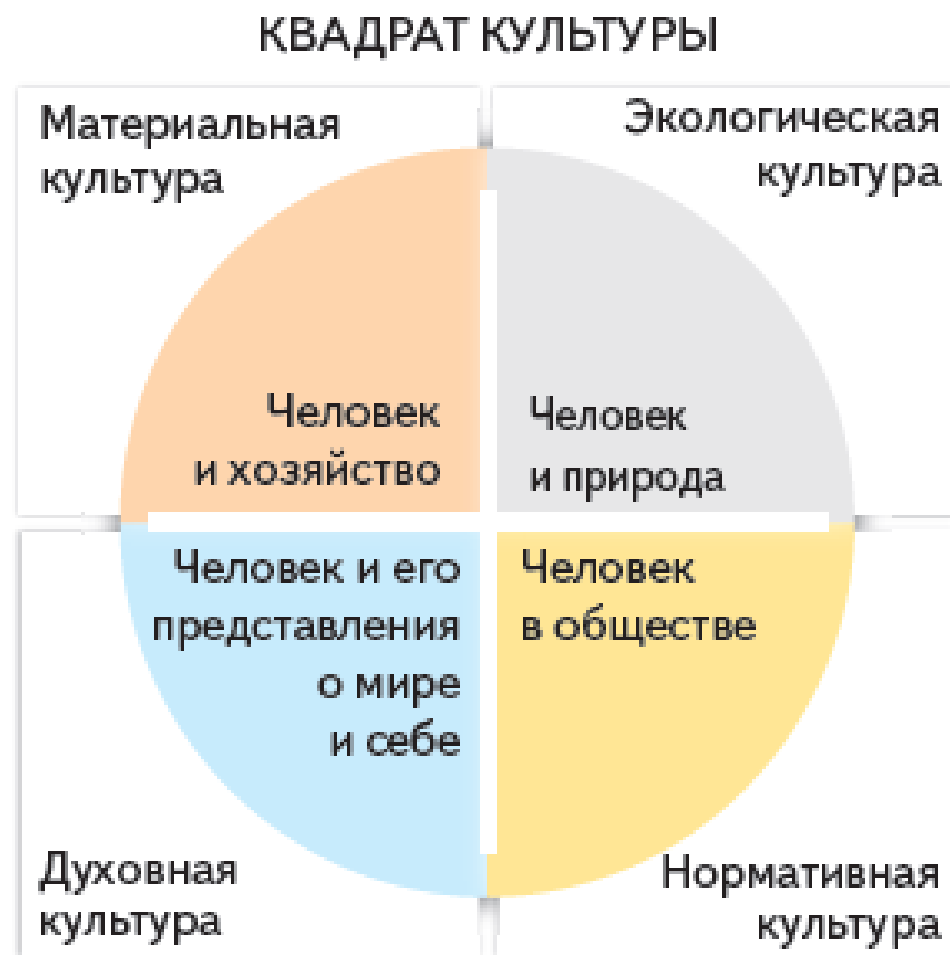 КВАДРАТ КУЛЬТУРЫ
Материальная
культура
Экологическая
культура
Человек
и хозяйство
Человек
и природа
Человек и его
представления
о мире
и себе
Человек
в обществе
Духовная
культура
Нормативная
культура